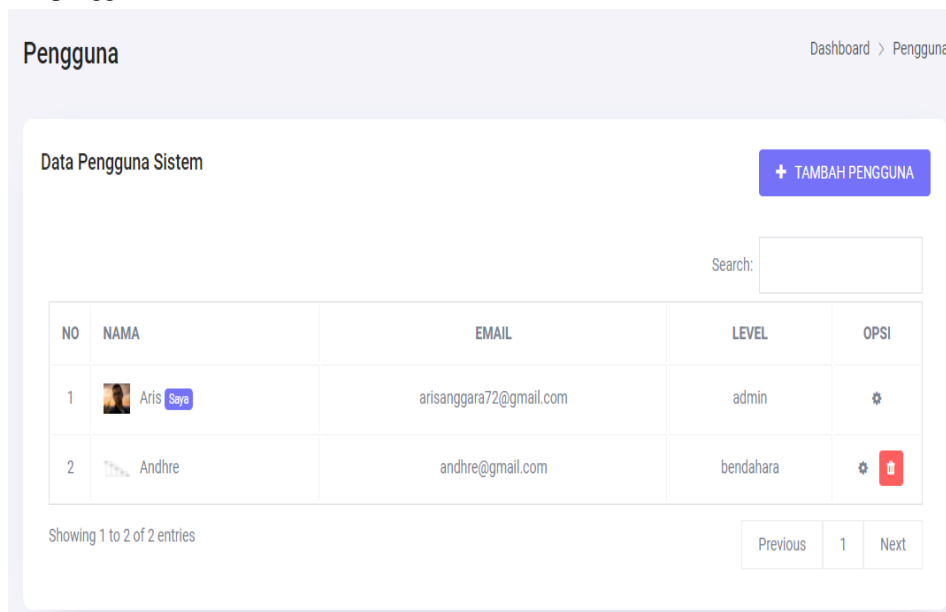 Pengguna
Dashboard > Pengguna
Data Pengguna Sistem
+ TAMBAH PENGGUNA
Search:
NO NAMA EMAIL LEVEL OPSI
1 Aris Saya arisanggara72@gmail.com admin
2 Andhre andhre@gmail.com bendahara
Showing 1 to 2 of 2 entries
Previous 1 Next